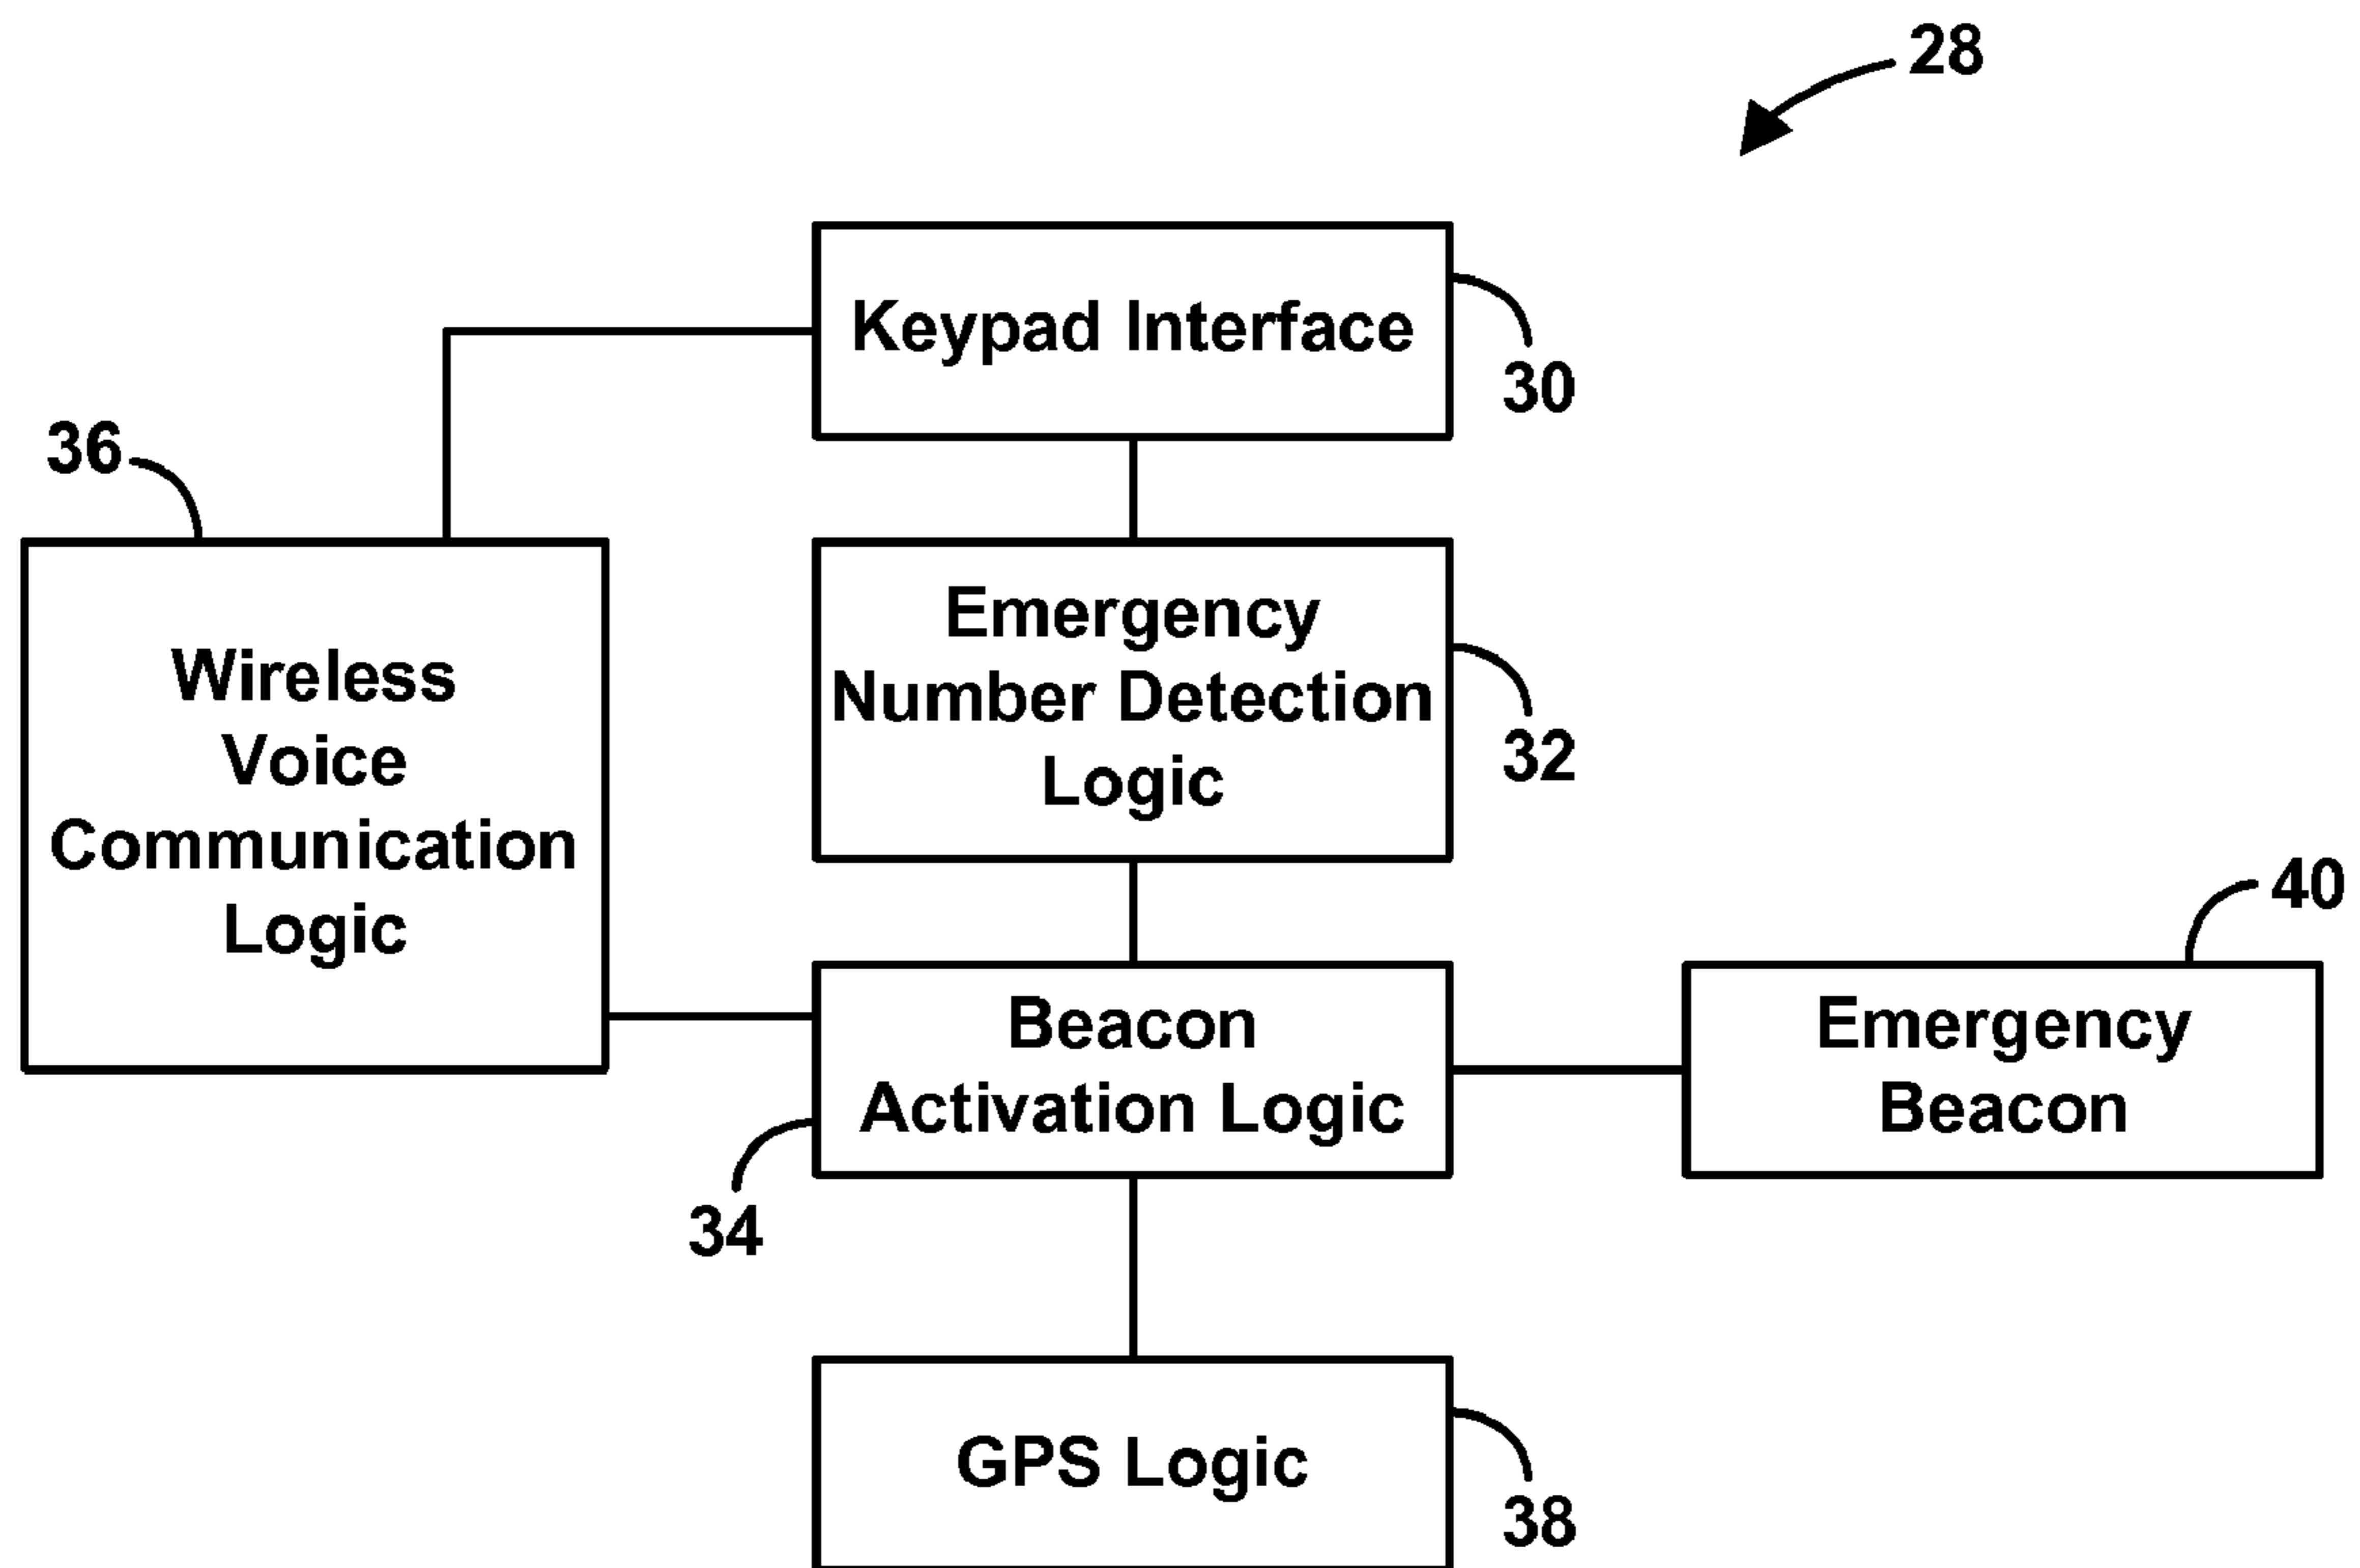 28
Keypad Interface
30
36
Wireless
Voice
Communication
Logic
Emergency
Number Detection
Logic
32
40
Beacon
Activation Logic
34
Emergency
Beacon
GPS Logic
38